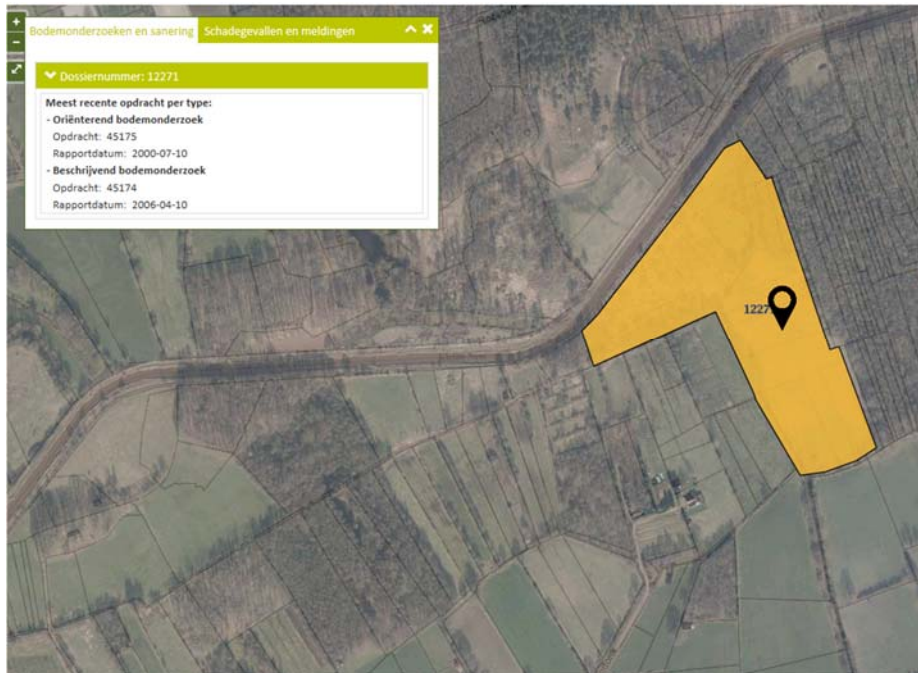 +
Bodemonderzoeken en sanering
Schadegevallen en meldingen
−
Dossiernummer: 12271
Meest recente opdracht per type:
- Oriënterend bodemonderzoek
Opdracht: 45175
Rapportdatum: 2000-07-10
- Beschrijvend bodemonderzoek
Opdracht: 45174
Rapportdatum: 2006-04-10
12271